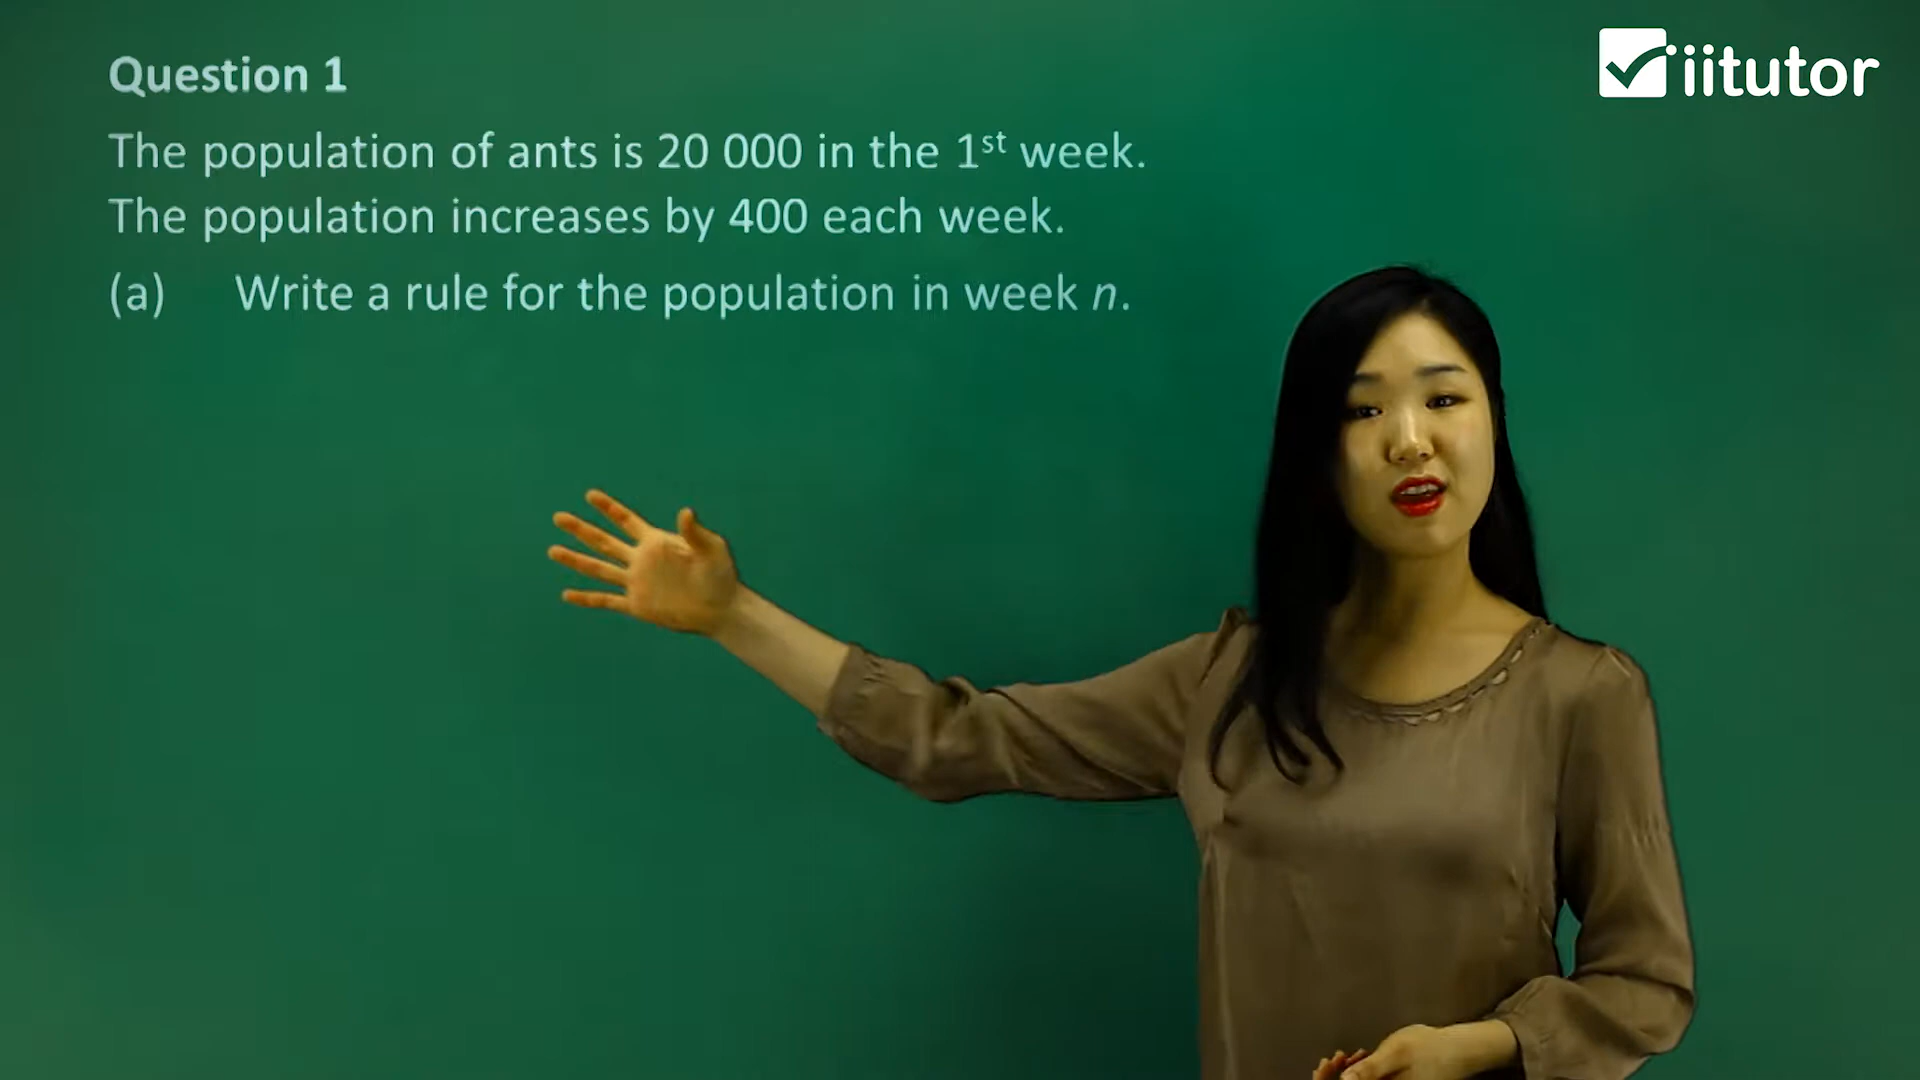 iitutor
Question 1
The population of ants is 20 000 in the 1st week.
The population increases by 400 each week.
(a) Write a rule for the population in week n.